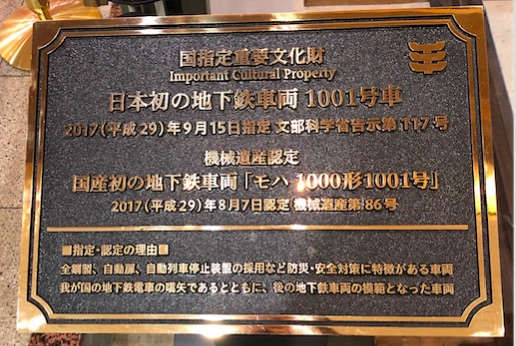 国指定重要文化財
Important Cultural Property
日本初の地下鉄車両 1001号車
2017(平成29)年9月15日指定 文部科学省告示第117号
機械遺産認定
国産初の地下鉄車両「モハ 1000形1001号」
2017(平成29)年8月7日認定 機械遺産第86号
■指定・認定の理由■
全鋼製、自動扉、自動列車停止装置の採用など防災・安全対策に特徴がある車両
我が国の地下鉄電車の嚆矢であるとともに、後の地下鉄車両の模範となった車両